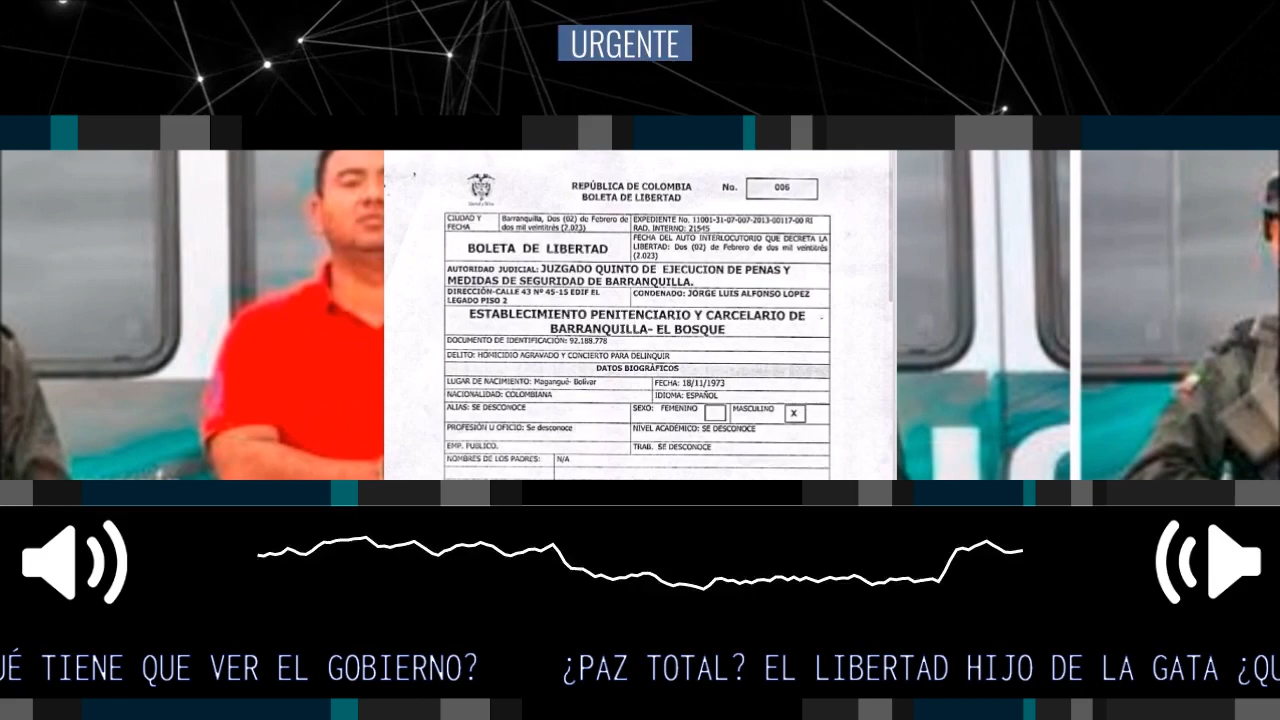 URGENTE
REPÚBLICA DE COLOMBIA
BOLETA DE LIBERTAD
No. 006
CIUDAD Y FECHA
Barranquilla, Dos (02) de Febrero de dos mil veintitrés (2.023)
EXPEDIENTE No. 11001-31-07-007-2013-00117-00 RI
RAD. INTERNO: 21545
BOLETA DE LIBERTAD
FECHA DEL AUTO INTERLOCUTORIO QUE DECRETA LA
LIBERTAD: Dos (02) de Febrero de dos mil veintitrés
(2.023)
AUTORIDAD JUDICIAL: JUZGADO QUINTO DE EJECUCION DE PENAS Y
MEDIDAS DE SEGURIDAD DE BARRANQUILLA.
DIRECCIÓN-CALLE 43 Nº 45-15 EDIF EL
LEGADO PISO 2
CONDENADO: JORGE LUIS ALFONSO LOPEZ
ESTABLECIMIENTO PENITENCIARIO Y CARCELARIO DE
BARRANQUILLA- EL BOSQUE
DOCUMENTO DE IDENTIFICACIÓN: 92.188.778
DELITO: HOMICIDIO AGRAVADO Y CONCIERTO PARA DELINQUIR
DATOS BIOGRÁFICOS
LUGAR DE NACIMIENTO: Magangué- Bolívar
FECHA: 18/11/1973
NACIONALIDAD: COLOMBIANA
IDIOMA: ESPAÑOL
ALIAS: SE DESCONOCE
SEXO: FEMENINO MASCULINO X
PROFESIÓN U OFICIO: Se desconoce
NIVEL ACADÉMICO: SE DESCONOCE
EMP. PUBLICO.
TRAB. SE DESCONOCE
NOMBRES DE LOS PADRES: N/A
UÉ TIENE QUE VER EL GOBIERNO? ¿PAZ TOTAL? EL LIBERTAD HIJO DE LA GATA ¿QU